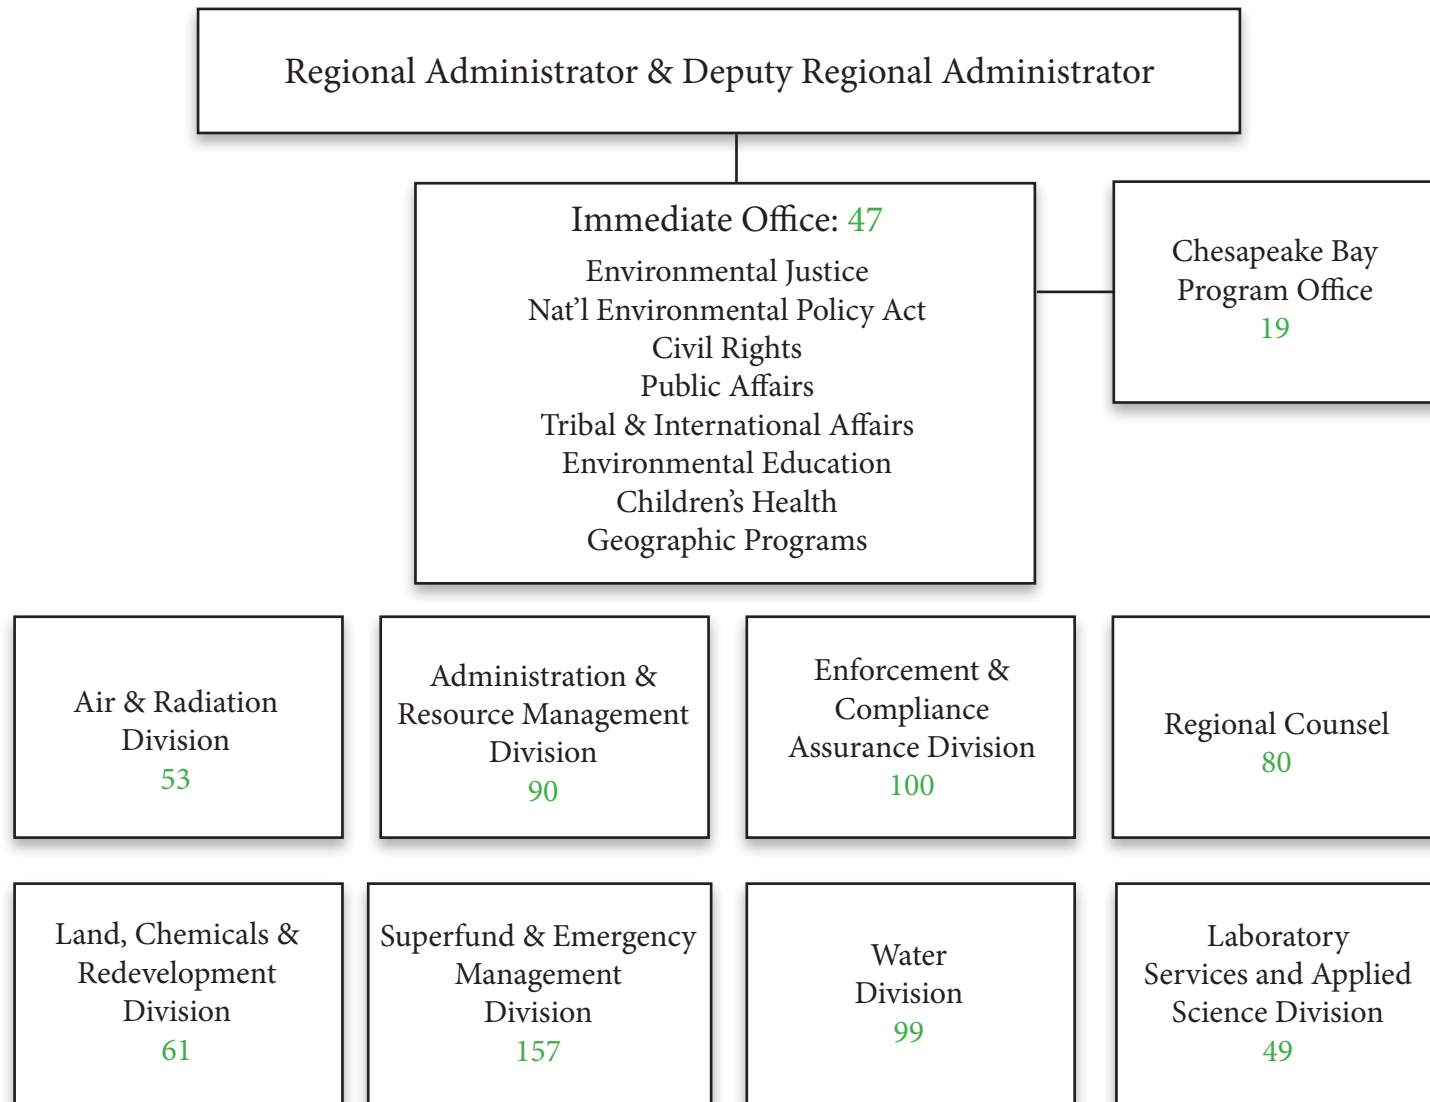 Regional Administrator & Deputy Regional Administrator
Immediate Office: 47
Environmental Justice
Nat'l Environmental Policy Act
Civil Rights
Public Affairs
Tribal & International Affairs
Environmental Education
Children's Health
Geographic Programs
Chesapeake Bay
Program Office
19
Air & Radiation
Division
53
Administration &
Resource Management
Division
90
Enforcement &
Compliance
Assurance Division
100
Regional Counsel
80
Land, Chemicals &
Redevelopment
Division
61
Superfund & Emergency
Management
Division
157
Water
Division
99
Laboratory
Services and Applied
Science Division
49